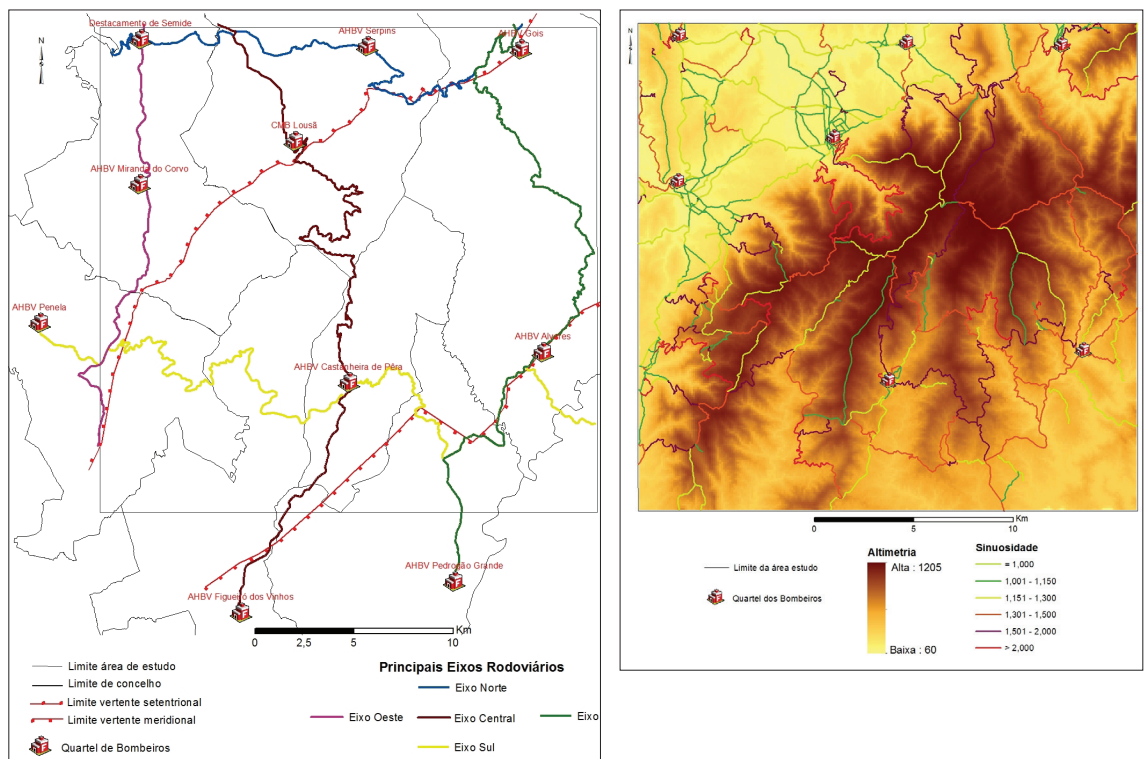 Destacamento de Semide
AHBV Serpins
AHBV Gois
N
CMB Lousã
AHBV Miranda do Corvo
AHBV Penela
AHBV Alvares
AHBV Castanheira de Pêra
AHBV Pedrogão Grande
AHBV Figueiró dos Vinhos
Km
0 2,5 5 10
Limite área de estudo
Limite de concelho
Limite vertente setentrional
Limite vertente meridional
Quartel de Bombeiros
Principais Eixos Rodoviários
Eixo Norte
Eixo Oeste
Eixo Central
Eixo
Eixo Sul
N
Km
0 5 10
Limite da área estudo
Quartel dos Bombeiros
Altimetria
Alta : 1205
Baixa : 60
Sinuosidade
= 1,000
1,001 - 1,150
1,151 - 1,300
1,301 - 1,500
1,501 - 2,000
> 2,000